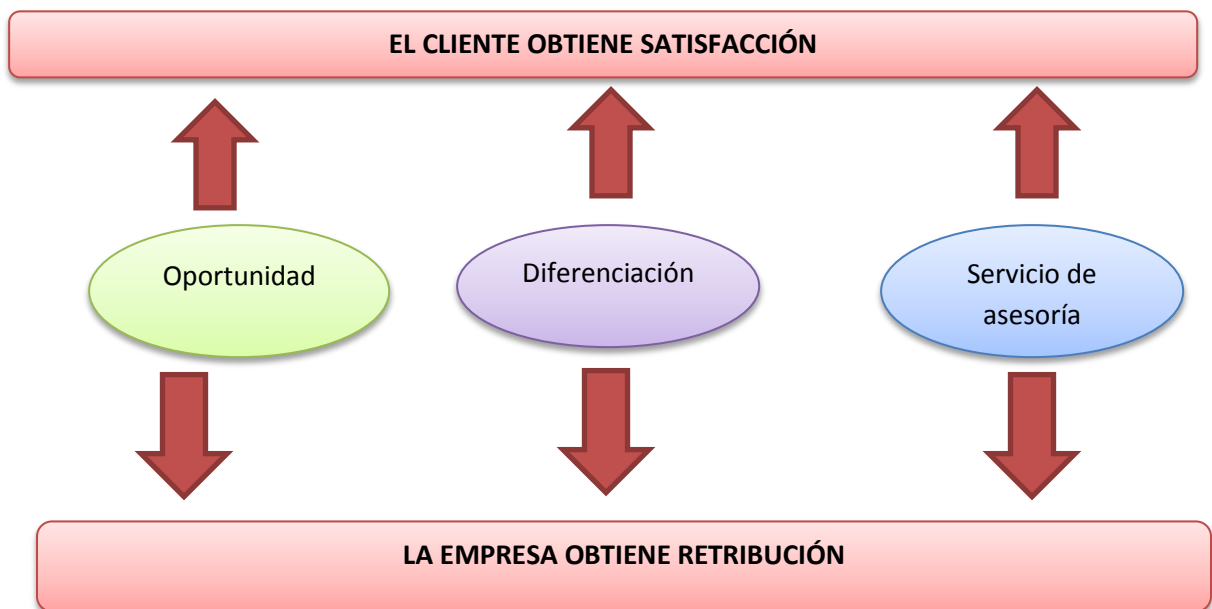 EL CLIENTE OBTIENE SATISFACCIÓN
Oportunidad
Diferenciación
Servicio de
asesoría
LA EMPRESA OBTIENE RETRIBUCIÓN